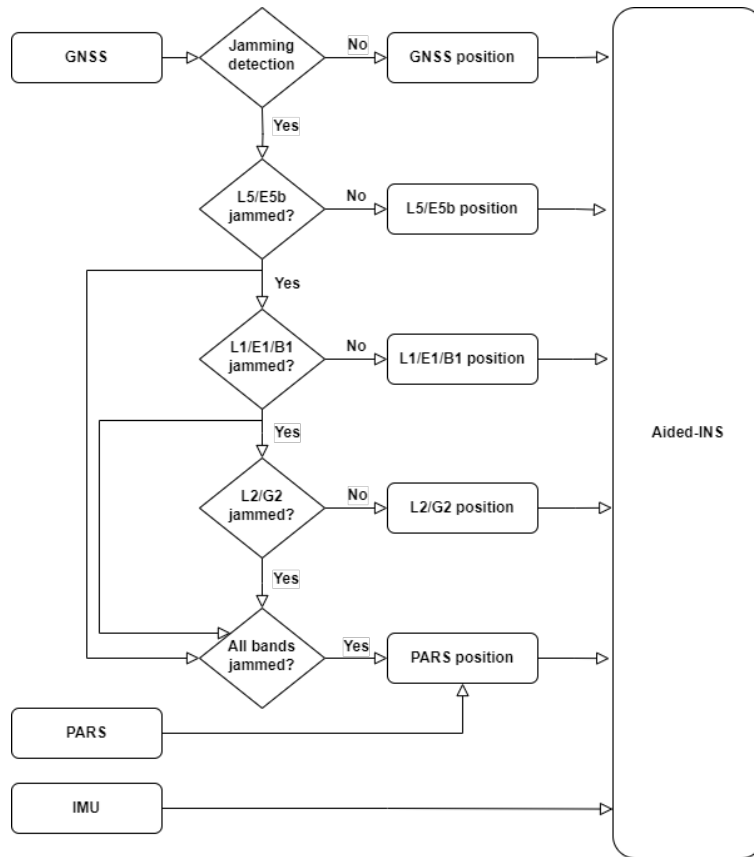 GNSS
Jamming
detection
No
GNSS position
Yes
L5/E5b
jammed?
No
L5/E5b position
Yes
L1/E1/B1
jammed?
No
L1/E1/B1 position
Aided-INS
Yes
L2/G2
jammed?
No
L2/G2 position
Yes
All bands
jammed?
Yes
PARS position
PARS
IMU